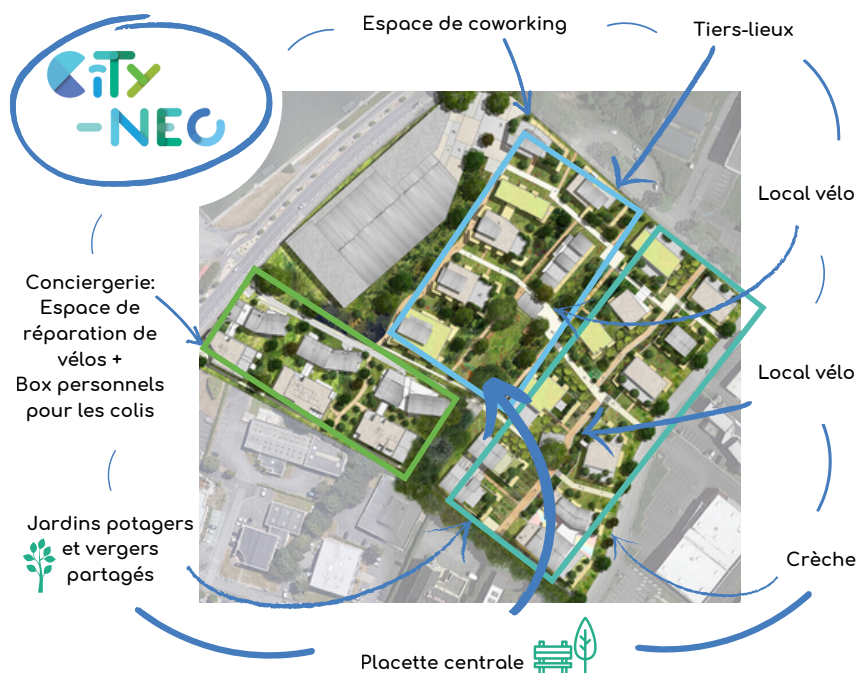 CiTy
-NEO
Espace de coworking
Tiers-lieux
Local vélo
Conciergerie:
Espace de
réparation de
vélos +
Box personnels
pour les colis
Local vélo
Jardins potagers
et vergers
partagés
Crèche
Placette centrale